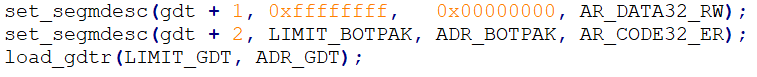 set_segmdesc(gdt + 1, 0xffffffff,   0x00000000, AR_DATA32_RW);
set_segmdesc(gdt + 2, LIMIT_BOTPAK, ADR_BOTPAK, AR_CODE32_ER);
load_gdtr(LIMIT_GDT, ADR_GDT);